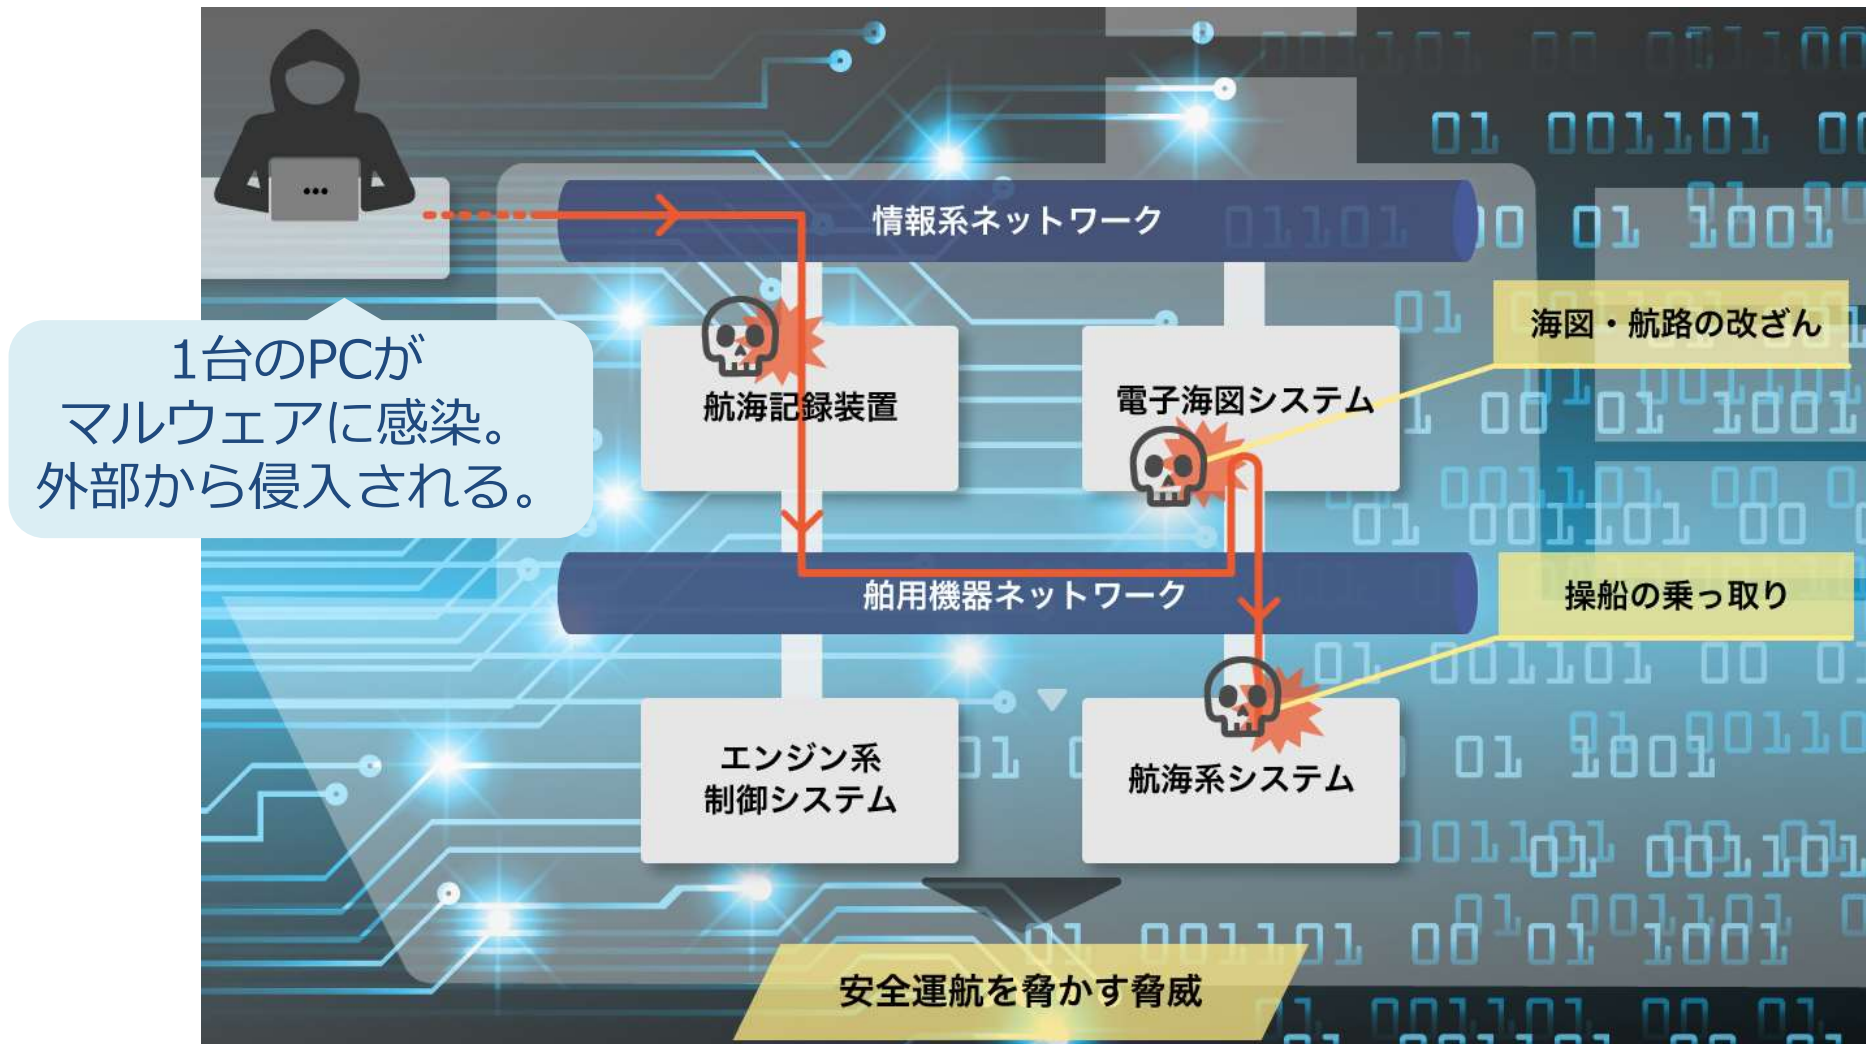 情報系ネットワーク
海図・航路の改ざん
1台のPCが
マルウェアに感染。
外部から侵入される。
航海記録装置
電子海図システム
舶用機器ネットワーク
操船の乗っ取り
エンジン系
制御システム
航海系システム
安全運航を脅かす脅威